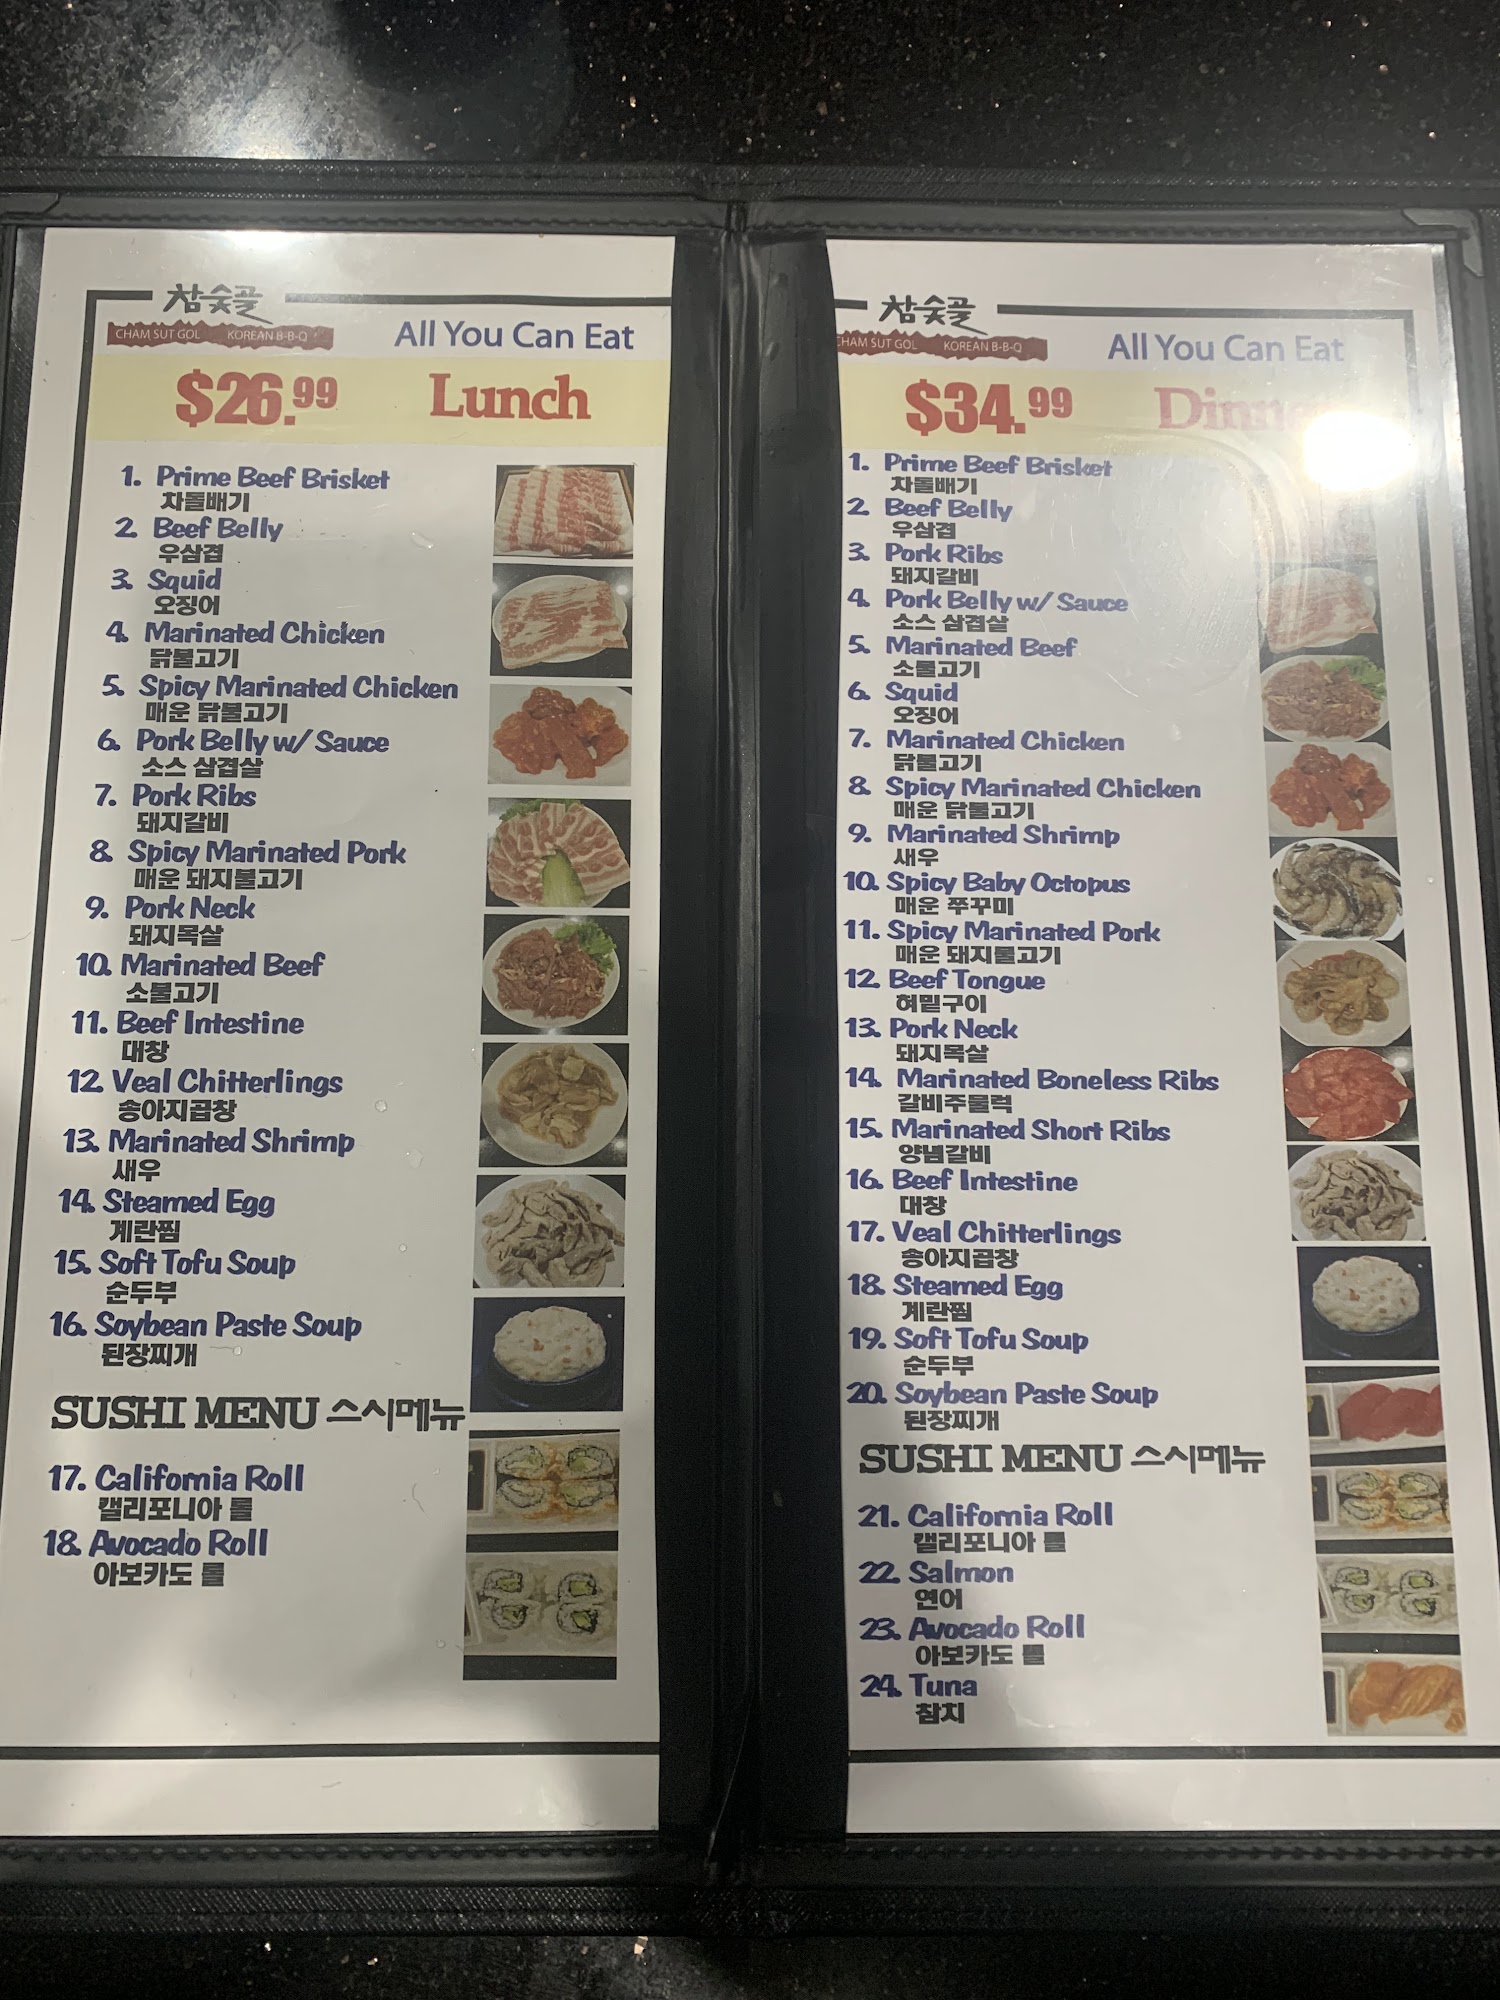 참숯골
CHAM SUT GOL KOREAN B-B-Q
All You Can Eat
$26.99 Lunch
1. Prime Beef Brisket
차돌배기
2. Beef Belly
우삼겹
3. Squid
오징어
4. Marinated Chicken
닭불고기
5. Spicy Marinated Chicken
매운 닭불고기
6. Pork Belly w/ Sauce
소스 삼겹살
7. Pork Ribs
돼지갈비
8. Spicy Marinated Pork
매운 돼지불고기
9. Pork Neck
돼지목살
10. Marinated Beef
소불고기
11. Beef Intestine
대창
12. Veal Chitterlings
송아지곱창
13. Marinated Shrimp
새우
14. Steamed Egg
계란찜
15. Soft Tofu Soup
순두부
16. Soybean Paste Soup
된장찌개
SUSHI MENU 스시메뉴
17. California Roll
캘리포니아 롤
18. Avocado Roll
아보카도 롤
참숯골
CHAM SUT GOL KOREAN B-B-Q
All You Can Eat
$34.99 Dinner
1. Prime Beef Brisket
차돌배기
2. Beef Belly
우삼겹
3. Pork Ribs
돼지갈비
4. Pork Belly w/ Sauce
소스 삼겹살
5. Marinated Beef
소불고기
6. Squid
오징어
7. Marinated Chicken
닭불고기
8. Spicy Marinated Chicken
매운 닭불고기
9. Marinated Shrimp
새우
10. Spicy Baby Octopus
매운 쭈꾸미
11. Spicy Marinated Pork
매운 돼지불고기
12. Beef Tongue
혀밑구이
13. Pork Neck
돼지목살
14. Marinated Boneless Ribs
갈비주물럭
15. Marinated Short Ribs
양념갈비
16. Beef Intestine
대창
17. Veal Chitterlings
송아지곱창
18. Steamed Egg
계란찜
19. Soft Tofu Soup
순두부
20. Soybean Paste Soup
된장찌개
SUSHI MENU 스시메뉴
21. California Roll
캘리포니아 롤
22. Salmon
연어
23. Avocado Roll
아보카도 롤
24. Tuna
참치